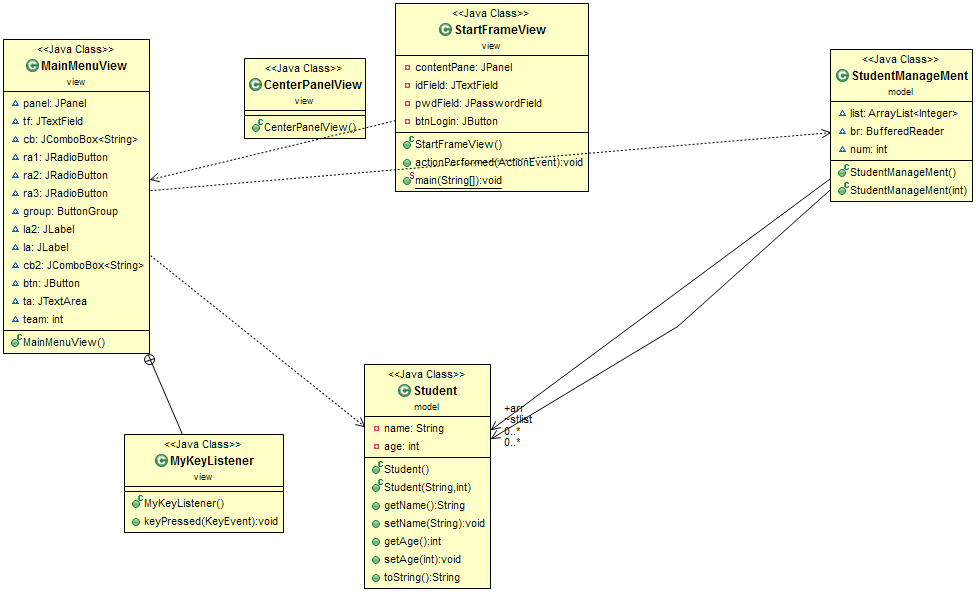 <<Java Class>>
MainMenuView
view
panel: JPanel
tf: JTextField
cb: JComboBox<String>
ra1: JRadioButton
ra2: JRadioButton
ra3: JRadioButton
group: ButtonGroup
la2: JLabel
la: JLabel
cb2: JComboBox<String>
btn: JButton
ta: JTextArea
team: int
MainMenuView()
<<Java Class>>
CenterPanelView
view
CenterPanelView()
<<Java Class>>
StartFrameView
view
contentPane: JPanel
idField: JTextField
pwdField: JPasswordField
btnLogin: JButton
StartFrameView()
actionPerformed(ActionEvent):void
main(String[]):void
<<Java Class>>
StudentManageMent
model
list: ArrayList<Integer>
br: BufferedReader
num: int
StudentManageMent()
StudentManageMent(int)
<<Java Class>>
MyKeyListener
view
MyKeyListener()
keyPressed(KeyEvent):void
<<Java Class>>
Student
model
name: String
age: int
Student()
Student(String,int)
getName():String
setName(String):void
getAge():int
setAge(int):void
toString():String
+arr
~stlist
0..*
0..*